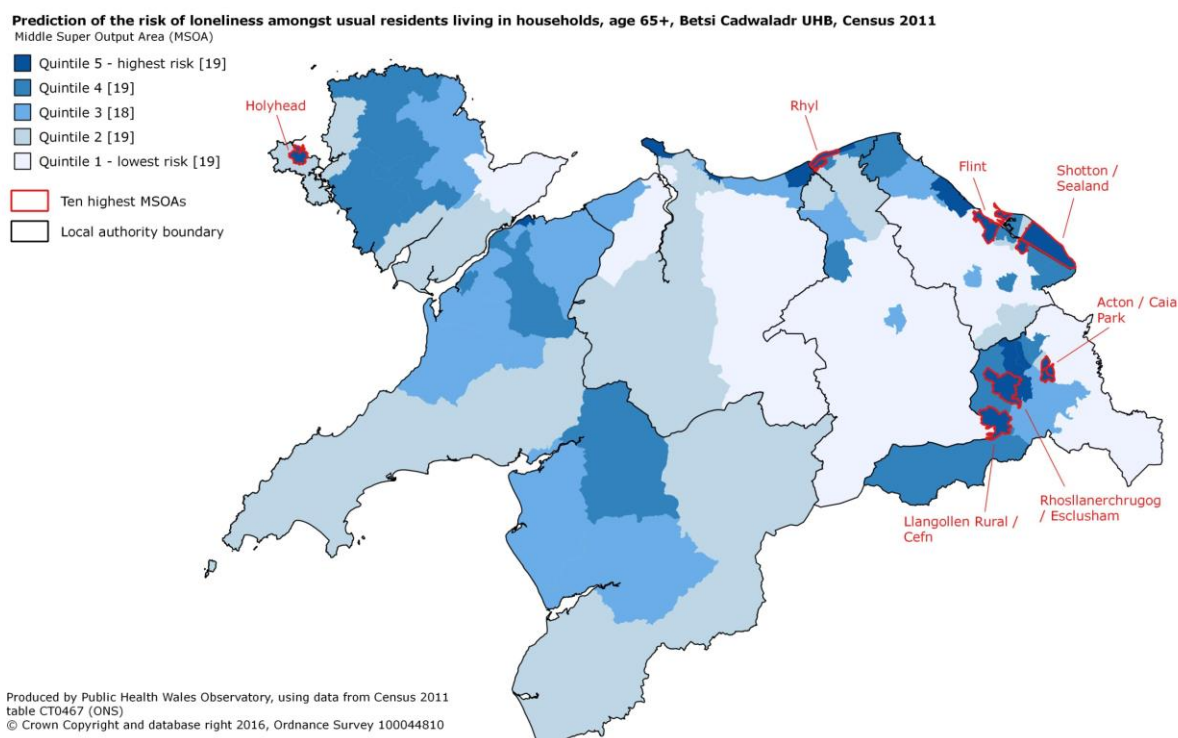 Prediction of the risk of loneliness amongst usual residents living in households, age 65+, Betsi Cadwaladr UHB, Census 2011
Middle Super Output Area (MSOA)
Quintile 5 - highest risk [19]
Quintile 4 [19]
Quintile 3 [18]
Quintile 2 [19]
Quintile 1 - lowest risk [19]
Ten highest MSOAs
Local authority boundary
Holyhead
Rhyl
Flint
Shotton /
Sealand
Acton / Caia
Park
Rhosllanerchrugog
/ Esclusham
Llangollen Rural /
Cefn
Produced by Public Health Wales Observatory, using data from Census 2011
table CT0467 (ONS)
© Crown Copyright and database right 2016, Ordnance Survey 100044810